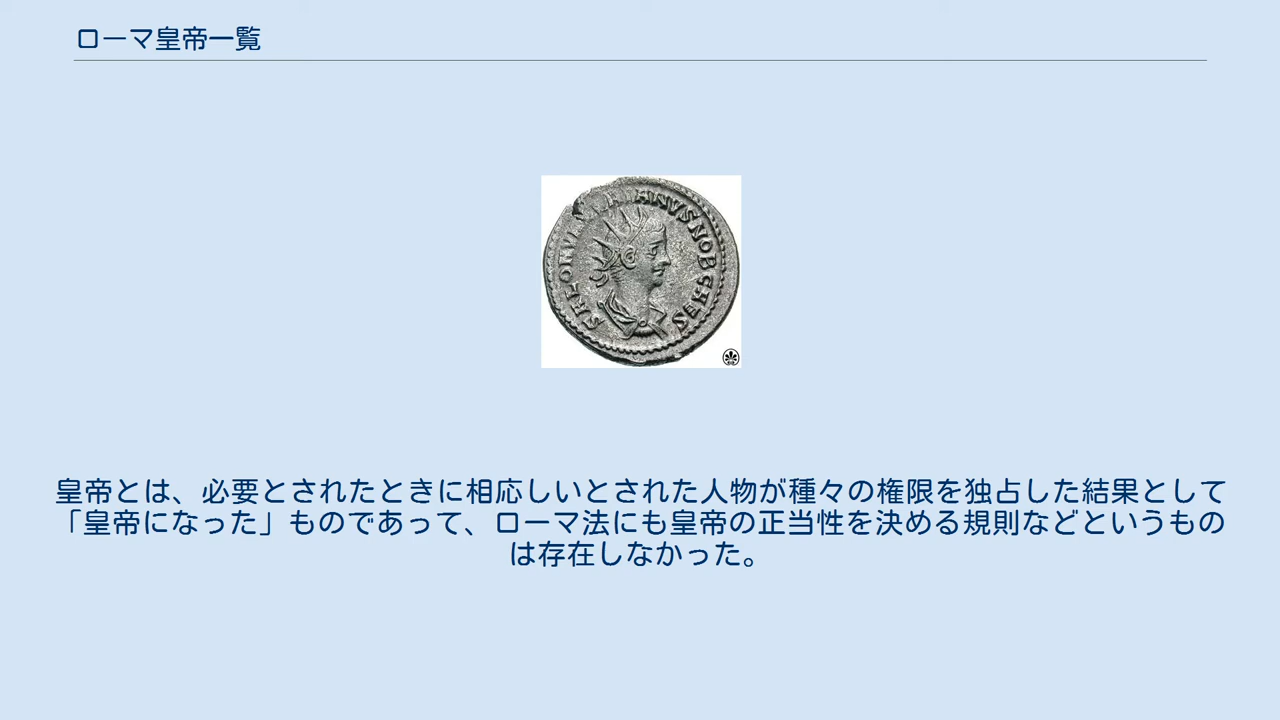 ローマ皇帝一覧
SALONVALERIANVSNOBCAES
皇帝とは、必要とされたときに相応しいとされた人物が種々の権限を独占した結果として
「皇帝になった」ものであって、ローマ法にも皇帝の正当性を決める規則などというもの
は存在しなかった。